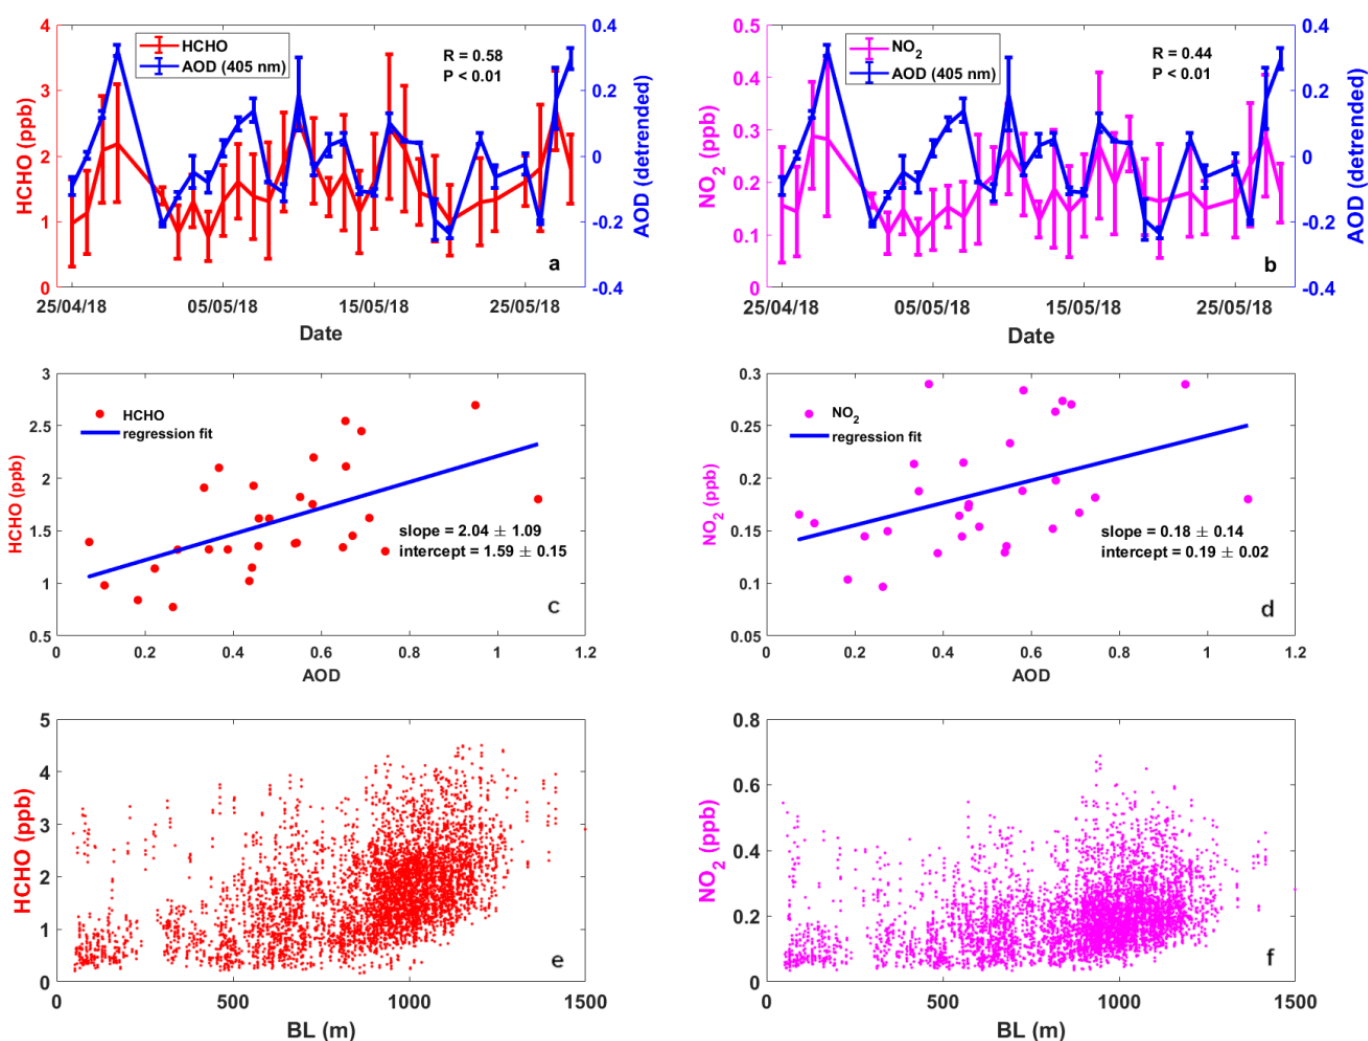 4
3
2
1
0
HCHO (ppb)
HCHO
AOD (405 nm)
R = 0.58
P < 0.01
0.4
0.2
0
-0.2
-0.4
AOD (detrended)
a
25/04/18
05/05/18
15/05/18
25/05/18
Date
0.5
0.4
0.3
0.2
0.1
0
NO2 (ppb)
NO2
AOD (405 nm)
R = 0.44
P < 0.01
0.4
0.2
0
-0.2
-0.4
AOD (detrended)
b
25/04/18
05/05/18
15/05/18
25/05/18
Date
3
2.5
2
1.5
1
0.5
HCHO (ppb)
HCHO
regression fit
slope = 2.04 ± 1.09
intercept = 1.59 ± 0.15
c
0 0.2 0.4 0.6 0.8 1 1.2
AOD
0.3
0.25
0.2
0.15
0.1
0.05
NO2 (ppb)
NO2
regression fit
slope = 0.18 ± 0.14
intercept = 0.19 ± 0.02
d
0 0.2 0.4 0.6 0.8 1 1.2
AOD
5
4
3
2
1
0
HCHO (ppb)
e
0 500 1000 1500
BL (m)
0.8
0.6
0.4
0.2
0
NO2 (ppb)
f
0 500 1000 1500
BL (m)